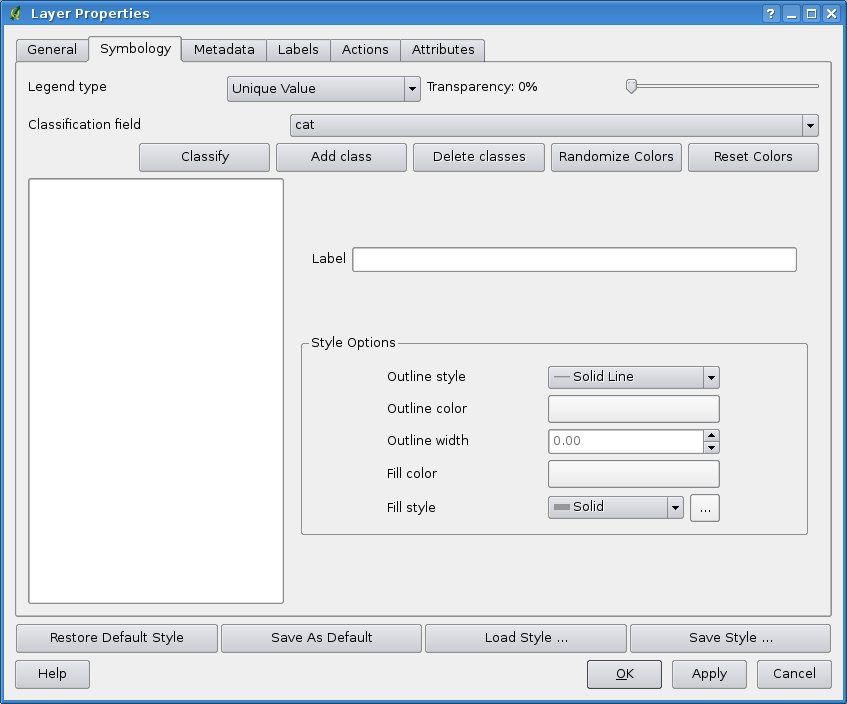 Layer Properties
General Symbology Metadata Labels Actions Attributes
Legend type Unique Value Transparency: 0%
Classification field cat
Classify Add class Delete classes Randomize Colors Reset Colors
Label
Style Options
Outline style Solid Line
Outline color
Outline width 0.00
Fill color
Fill style Solid ...
Restore Default Style Save As Default Load Style ... Save Style ...
Help OK Apply Cancel